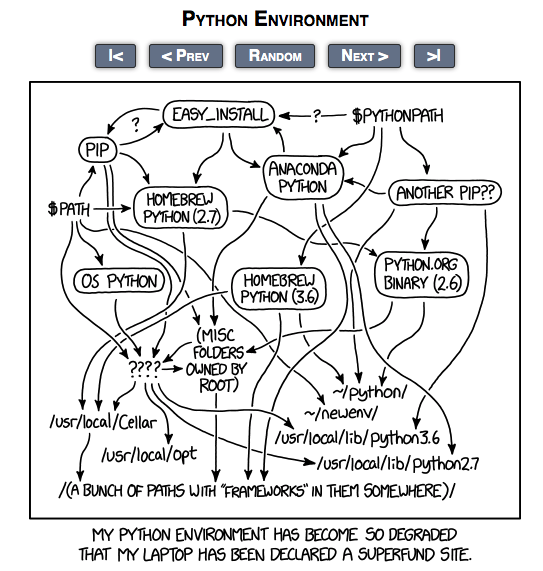 PYTHON ENVIRONMENT
|< < PREV RANDOM NEXT > >|
EASY_INSTALL
?
$PYTHONPATH
?
PIP
ANACONDA
PYTHON
ANOTHER PIP??
HOMEBREW
PYTHON (2.7)
$PATH
OS PYTHON
HOMEBREW
PYTHON (3.6)
PYTHON.ORG
BINARY (2.6)
(MISC
FOLDERS
OWNED BY
ROOT)
????
~/python/
~/newenv/
/usr/local/Cellar
/usr/local/lib/python3.6
/usr/local/opt
/usr/local/lib/python2.7
/(A BUNCH OF PATHS WITH "FRAMEWORKS" IN THEM SOMEWHERE)/
MY PYTHON ENVIRONMENT HAS BECOME SO DEGRADED
THAT MY LAPTOP HAS BEEN DECLARED A SUPERFUND SITE.